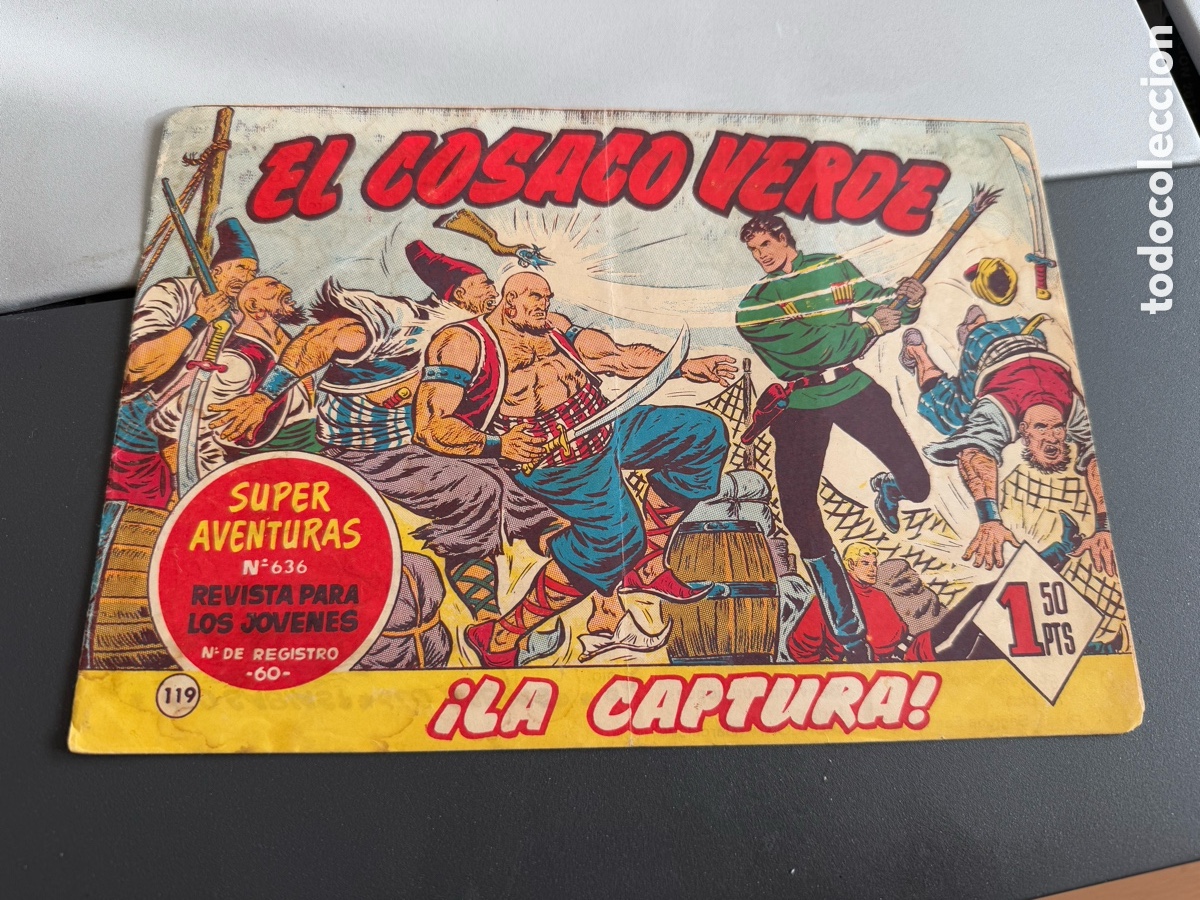 EL COSACO VERDE
SUPER
AVENTURAS
Nº 636
REVISTA PARA
LOS JOVENES
Nº DE REGISTRO
-60-
119
¡LA CAPTURA!
1 50
PTS
todocoleccion